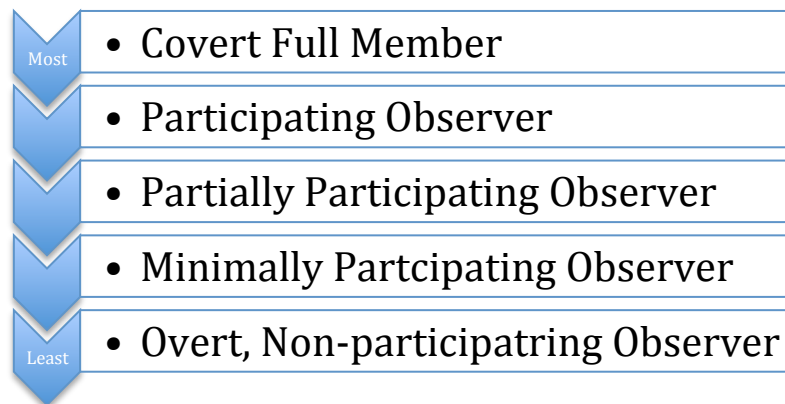 Most
• Covert Full Member
• Participating Observer
• Partially Participating Observer
• Minimally Partcipating Observer
Least
• Overt, Non-participatring Observer